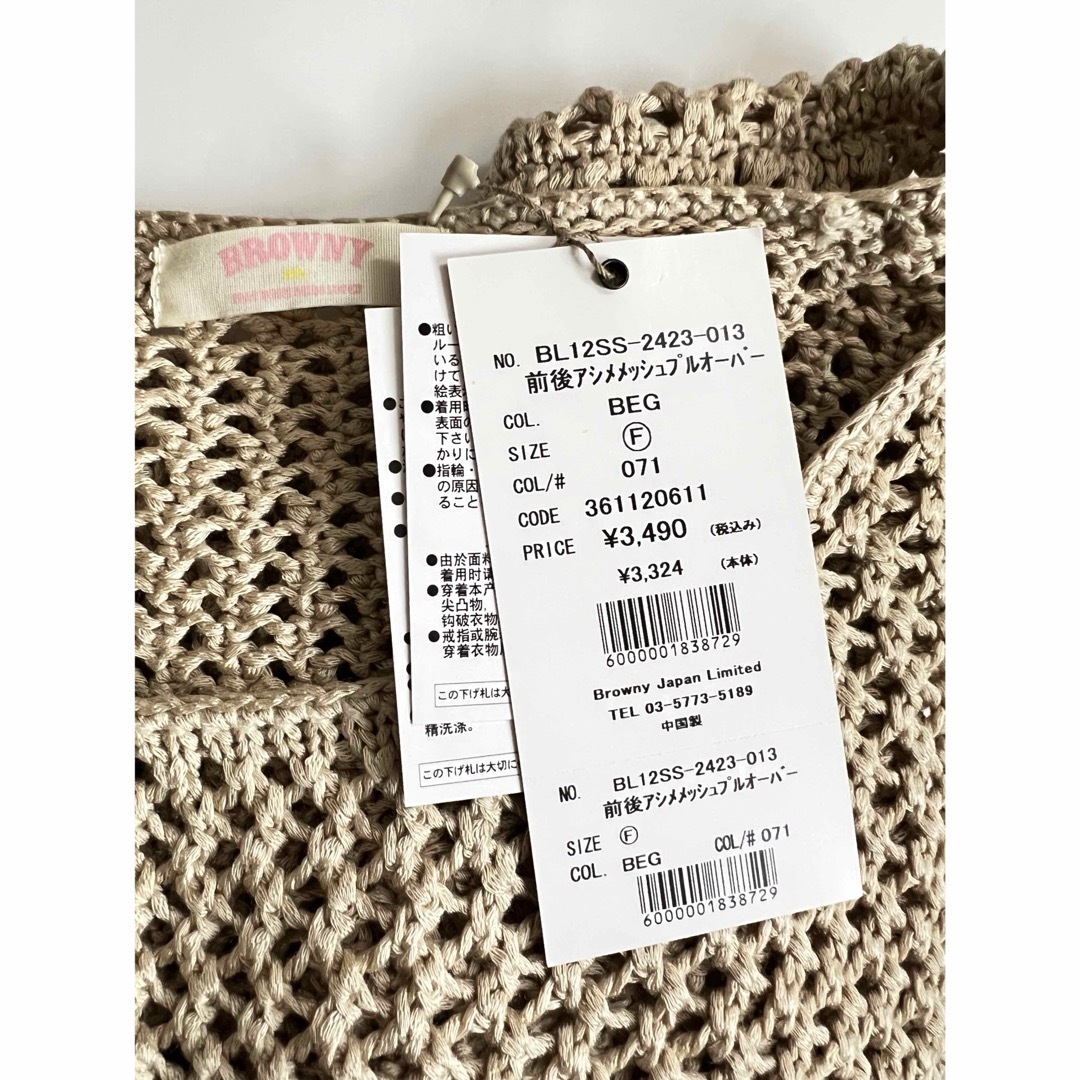 BROWNY
NO. BL12SS-2423-013
前後アシメメッシュプルオーバー
COL. BEG
SIZE Ⓕ
COL/# 071
CODE 361120611
PRICE ¥3,490 (税込み)
¥3,324 (本体)
6000001838729
Browny Japan Limited
TEL 03-5773-5189
中国製
NO. BL12SS-2423-013
前後アシメメッシュプルオーバー
SIZE Ⓕ
COL. BEG COL/# 071
6000001838729
●粗い
ルー
いる
けて
絵表
●着用時
表面の
下さい
かりに
●指輪・
の原因
ること
●由於面料
着用时请
●穿着本产
尖凸物,
钩破衣物
●戒指或腕
穿着衣物
この下げ札は大
精洗涤。
この下げ札は大切に